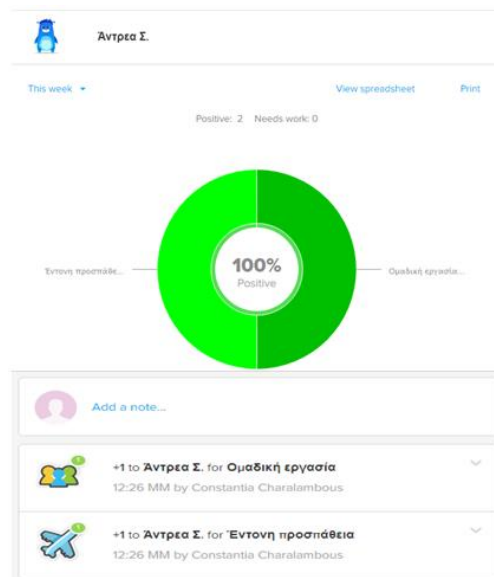 Άντρεα Σ.
This week
View spreadsheet Print
Positive: 2 Needs work: 0
Έντονη προσπάθε...
100%
Positive
Ομαδική εργασία...
Add a note...
1
+1 to Άντρεα Σ. for Ομαδική εργασία
12:26 MM by Constantia Charalambous
1
+1 to Άντρεα Σ. for Έντονη προσπάθεια
12:26 MM by Constantia Charalambous